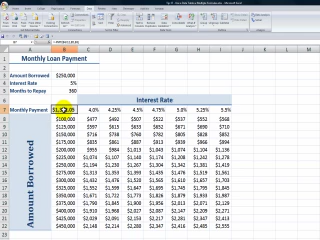 A B C D E F G H I
Monthly Loan Payment
Amount Borrowed $250,000
Interest Rate 5%
Months to Repay 360
Interest Rate
Monthly Payment 4.0% 4.25% 4.5% 4.75% 5.0% 5.25% 5.5%
Amount Borrowed
$100,000 $477 $492 $507 $522 $537 $552 $568
$125,000 $597 $615 $633 $652 $671 $690 $710
$150,000 $716 $738 $760 $782 $805 $828 $852
$175,000 $835 $861 $887 $913 $939 $966 $994
$200,000 $955 $984 $1,013 $1,043 $1,074 $1,104 $1,136
$225,000 $1,074 $1,107 $1,140 $1,174 $1,208 $1,242 $1,278
$250,000 $1,194 $1,230 $1,267 $1,304 $1,342 $1,381 $1,419
$275,000 $1,313 $1,353 $1,393 $1,435 $1,476 $1,519 $1,561
$300,000 $1,432 $1,476 $1,520 $1,565 $1,610 $1,657 $1,703
$325,000 $1,552 $1,599 $1,647 $1,695 $1,745 $1,795 $1,845
$350,000 $1,671 $1,722 $1,773 $1,826 $1,879 $1,933 $1,987
$375,000 $1,790 $1,845 $1,900 $1,956 $2,013 $2,071 $2,129
$400,000 $1,910 $1,968 $2,027 $2,087 $2,147 $2,209 $2,271
$425,000 $2,029 $2,091 $2,153 $2,217 $2,281 $2,347 $2,413
$450,000 $2,148 $2,214 $2,280 $2,347 $2,416 $2,485 $2,555